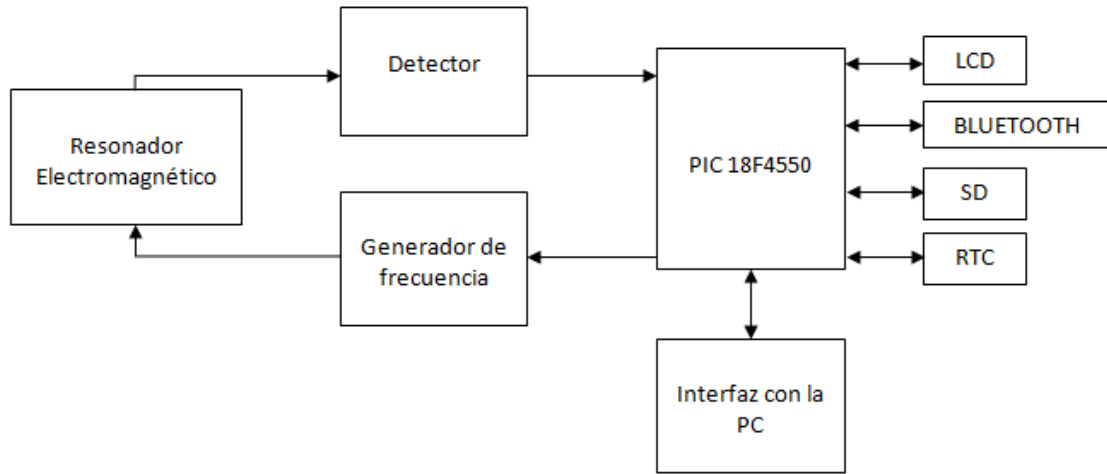 Detector
Resonador
Electromagnético
Generador de
frecuencia
PIC 18F4550
LCD
BLUETOOTH
SD
RTC
Interfaz con la
PC